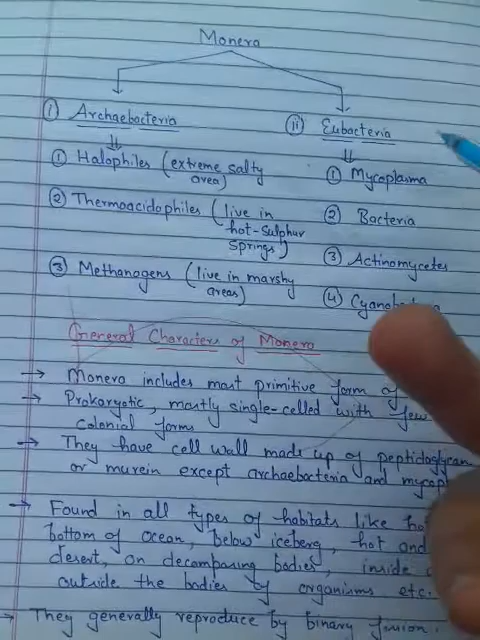 Monera
① Archaebacteria
ⅱ Eubacteria
① Halophiles (extreme salty
area)
② Thermoacidophiles (live in
hot-sulphur
springs)
③ Methanogens (live in marshy
areas)
① Mycoplasma
② Bacteria
③ Actinomycetes
④
General Characters of Monera
→ Monera includes most primitive form of
→ Prokaryotic, mostly single-celled with few
colonial forms
→ They have cell wall made up of peptidoglycan
or murein except archaebacteria and
→ Found in all types of habitats like
bottom of ocean, below iceberg, hot and
desert, on decomposing bodies, inside
outside the bodies of organisms etc.
→ They generally reproduce by binary fission.